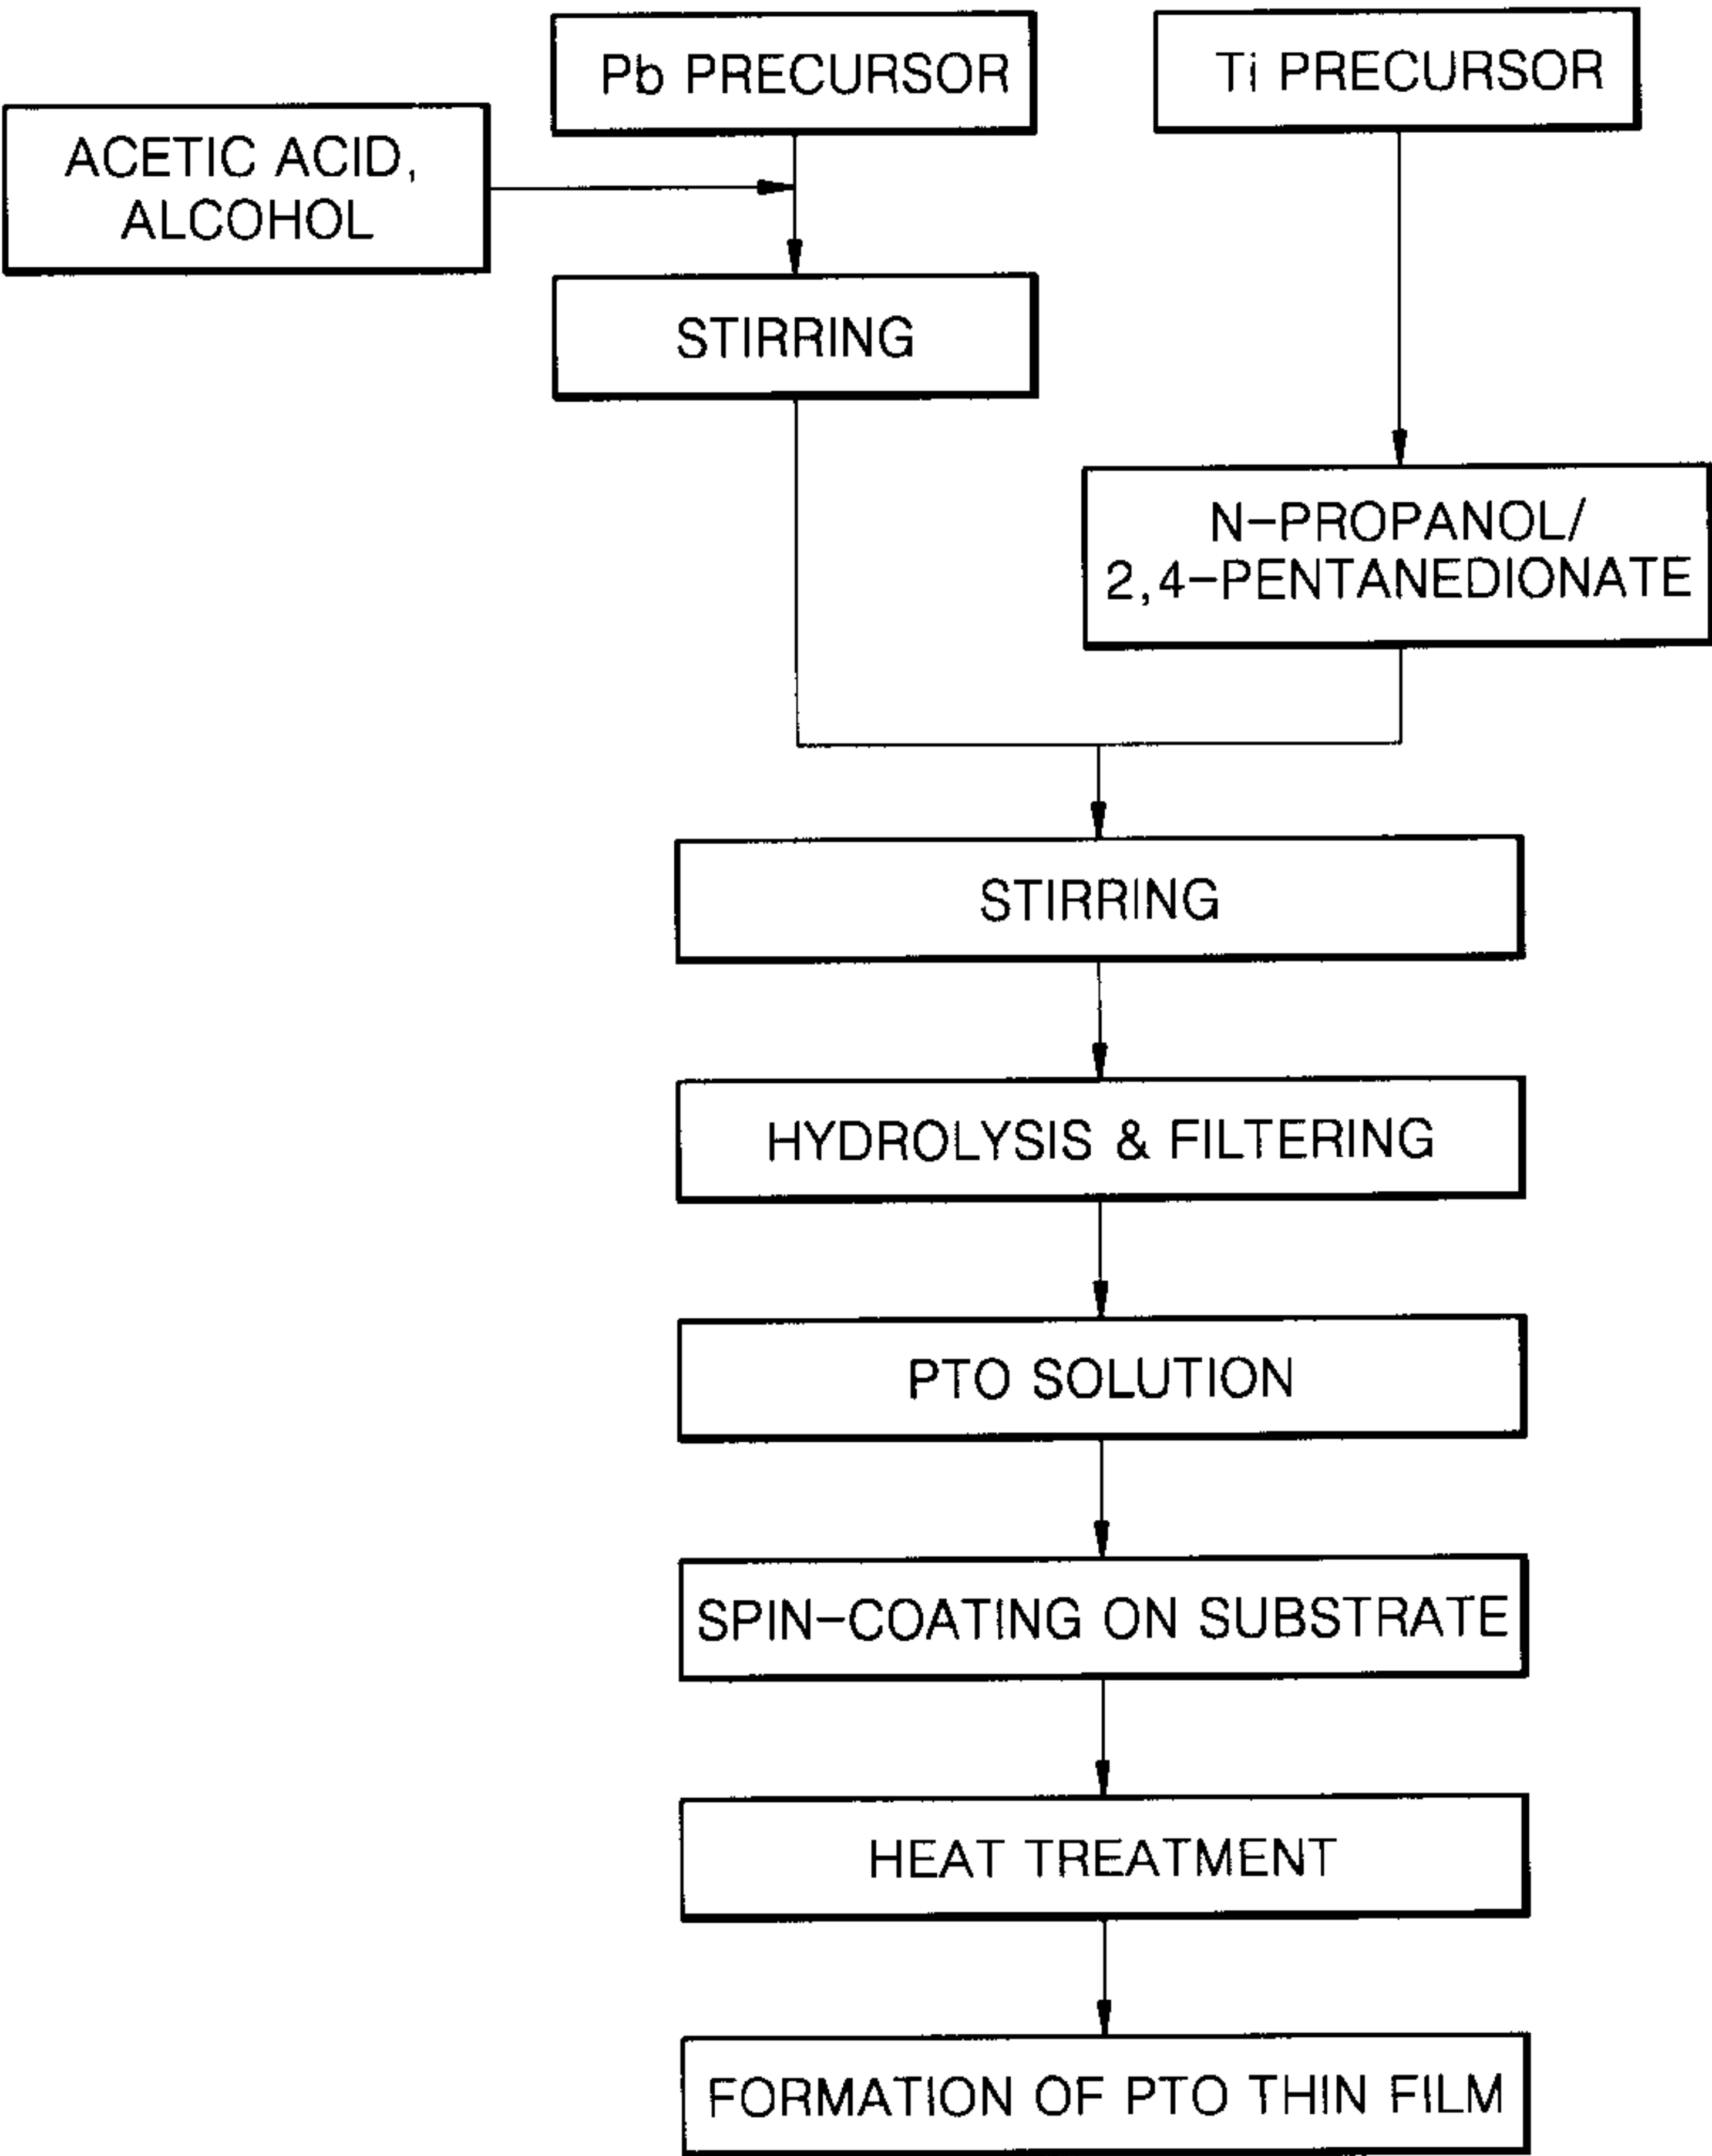 Pb PRECURSOR
Ti PRECURSOR
ACETIC ACID,
ALCOHOL
STIRRING
N-PROPANOL/
2,4-PENTANEDIONATE
STIRRING
HYDROLYSIS & FILTERING
PTO SOLUTION
SPIN-COATING ON SUBSTRATE
HEAT TREATMENT
FORMATION OF PTO THIN FILM